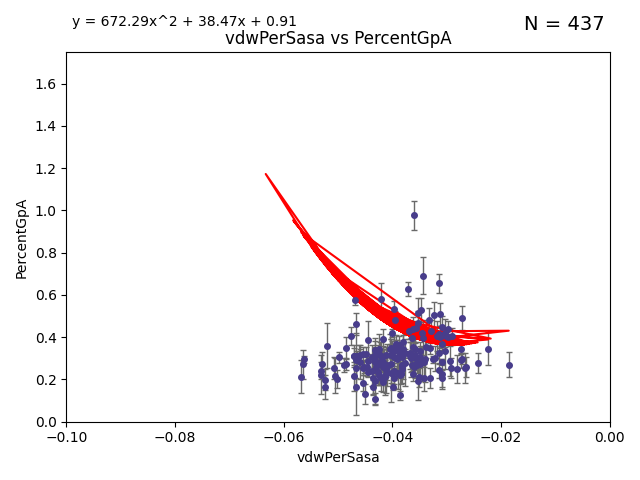 y = 672.29x^2 + 38.47x + 0.91
N = 437
vdwPerSasa vs PercentGpA
PercentGpA
1.6
1.4
1.2
1.0
0.8
0.6
0.4
0.2
0.0
−0.10 −0.08 −0.06 −0.04 −0.02 0.00
vdwPerSasa